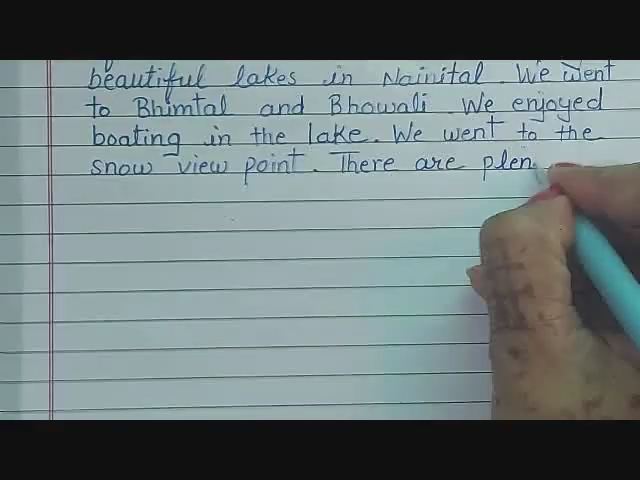 beautiful lakes in Nainital. We went
to Bhimtal and Bhowali. We enjoyed
boating in the lake. We went to the
snow view point. There are plen